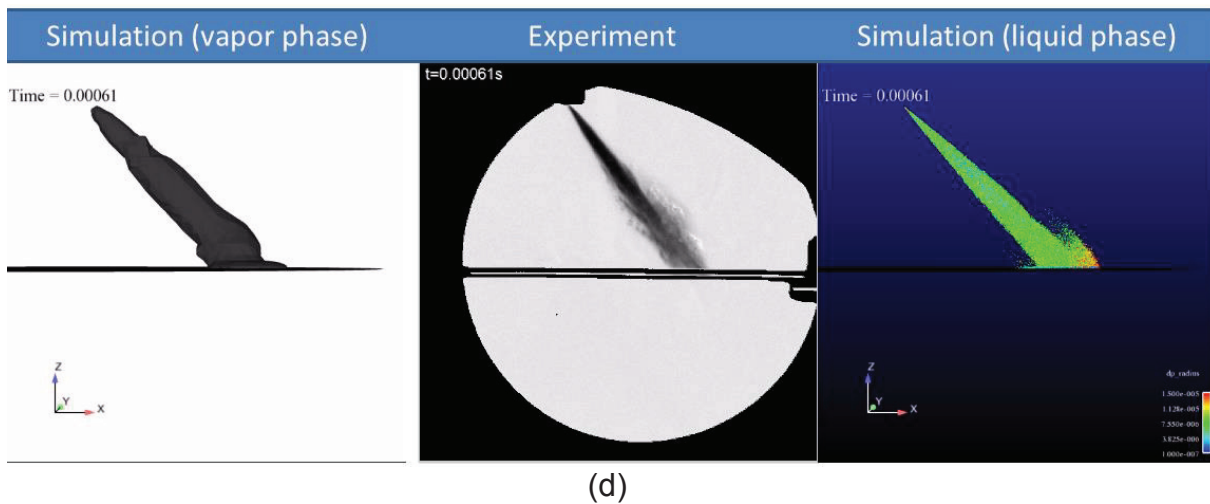 Simulation (vapor phase)
Experiment
Simulation (liquid phase)
Time = 0.00061
t=0.00061s
Time = 0.00061
Z
Y
X
Z
Y
X
dp_radius
1.500e-005
1.128e-005
7.550e-006
3.825e-006
1.000e-007
(d)